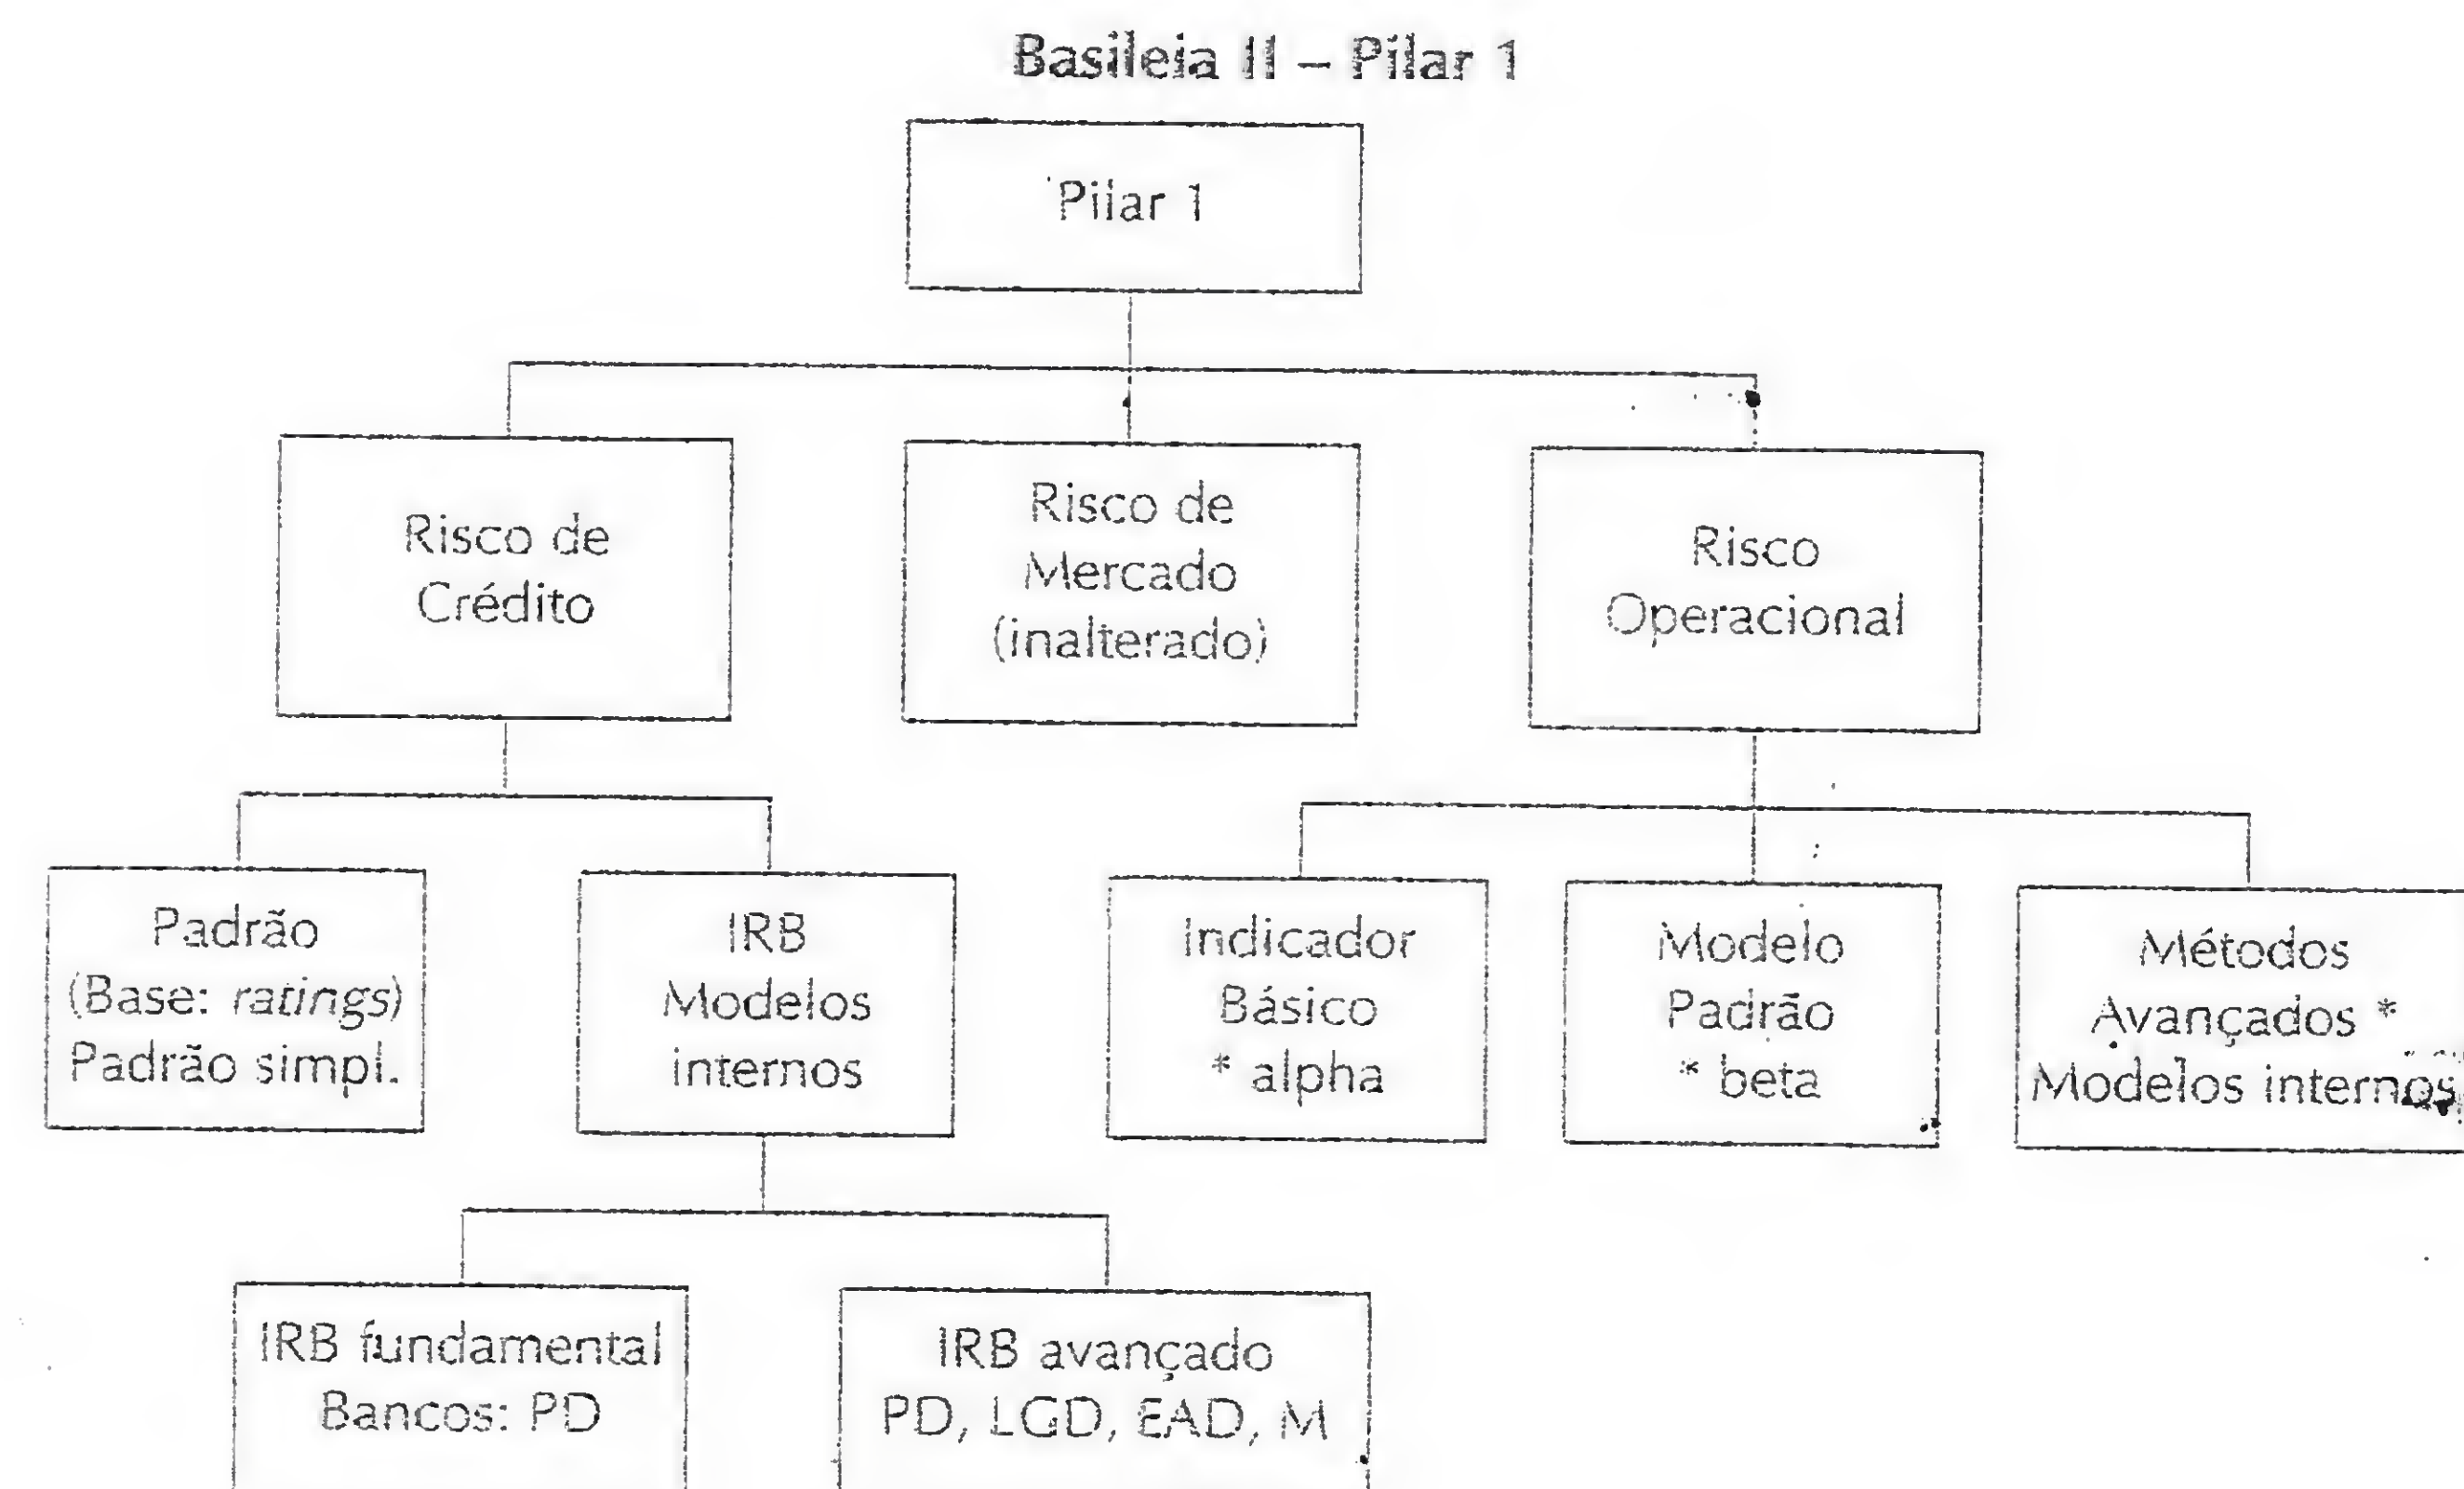 Basileia II – Pilar 1
Pilar 1
Risco de
Crédito
Risco de
Mercado
(inalterado)
Risco
Operacional
Padrão
(Base: ratings)
Padrão simpl.
IRB
Modelos
internos
Indicador
Básico
* alpha
Modelo
Padrão
* beta
Métodos
Avançados *
Modelos internos
IRB fundamental
Bancos: PD
IRB avançado
PD, LGD, EAD, M